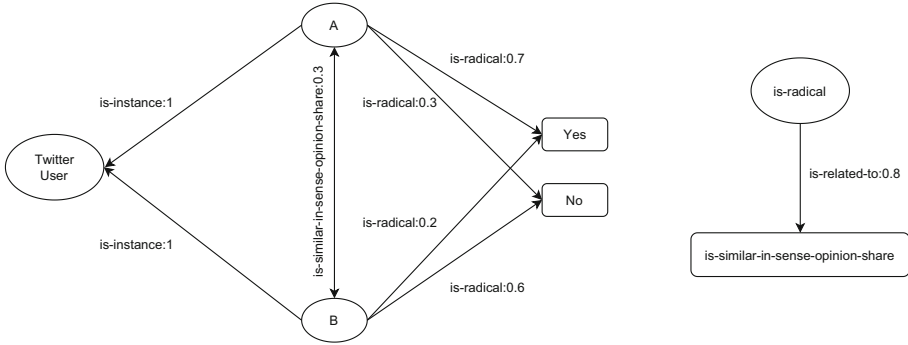 A
is-radical:0.7
is-instance:1
is-radical:0.3
is-radical
is-similar-in-sense-opinion-share:0.3
Yes
Twitter
User
is-related-to:0.8
No
is-radical:0.2
is-instance:1
is-similar-in-sense-opinion-share
is-radical:0.6
B